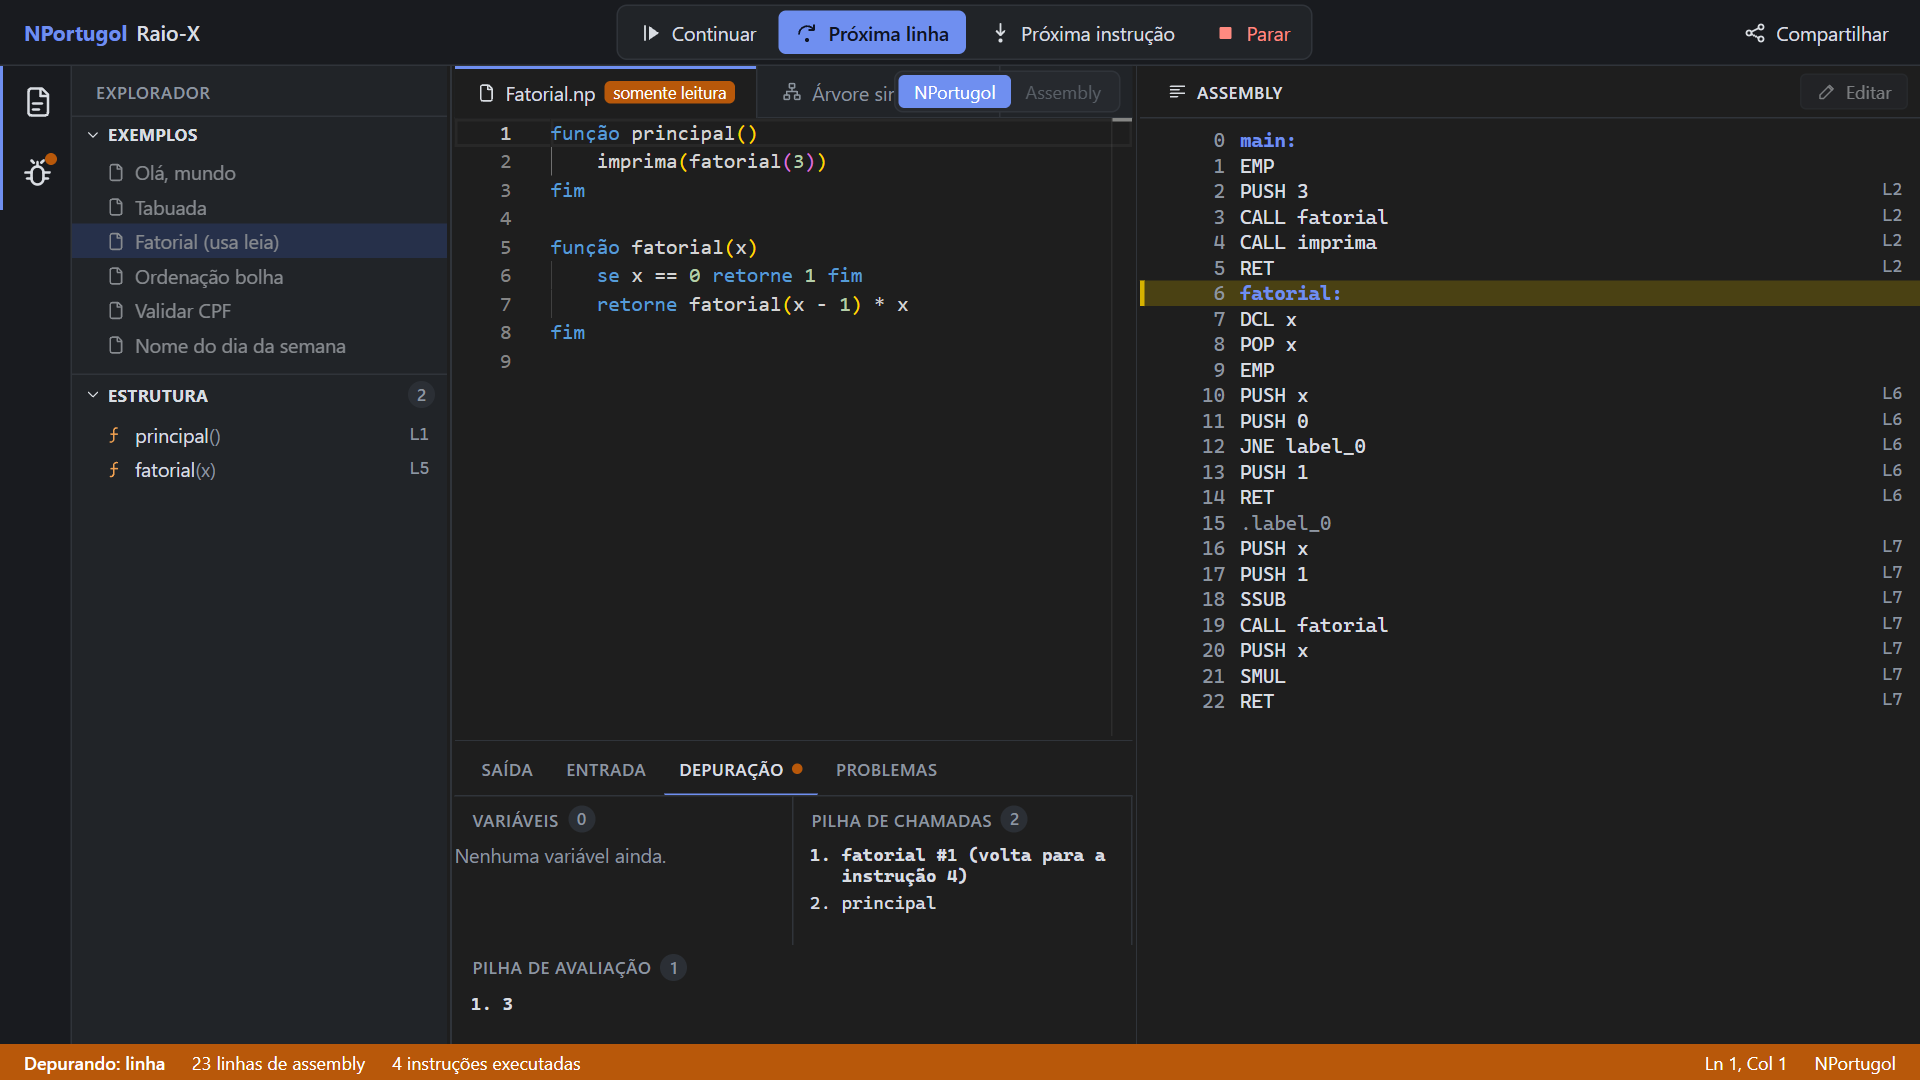 NPortugol Raio-X
Continuar
Próxima linha
Próxima instrução
Parar
Compartilhar
EXPLORADOR
EXEMPLOS
Olá, mundo
Tabuada
Fatorial (usa leia)
Ordenação bolha
Validar CPF
Nome do dia da semana
ESTRUTURA 2
principal() L1
fatorial(x) L5
Fatorial.np somente leitura
Árvore sin
NPortugol Assembly
1 função principal()
2 imprima(fatorial(3))
3 fim
4
5 função fatorial(x)
6 se x == 0 retorne 1 fim
7 retorne fatorial(x - 1) * x
8 fim
9
SAÍDA ENTRADA DEPURAÇÃO PROBLEMAS
VARIÁVEIS 0
Nenhuma variável ainda.
PILHA DE CHAMADAS 2
1. fatorial #1 (volta para a
instrução 4)
2. principal
PILHA DE AVALIAÇÃO 1
1. 3
ASSEMBLY
Editar
0 main:
1 EMP
2 PUSH 3 L2
3 CALL fatorial L2
4 CALL imprima L2
5 RET L2
6 fatorial:
7 DCL x
8 POP x
9 EMP
10 PUSH x L6
11 PUSH 0 L6
12 JNE label_0 L6
13 PUSH 1 L6
14 RET L6
15 .label_0
16 PUSH x L7
17 PUSH 1 L7
18 SSUB L7
19 CALL fatorial L7
20 PUSH x L7
21 SMUL L7
22 RET L7
Depurando: linha 23 linhas de assembly 4 instruções executadas
Ln 1, Col 1 NPortugol